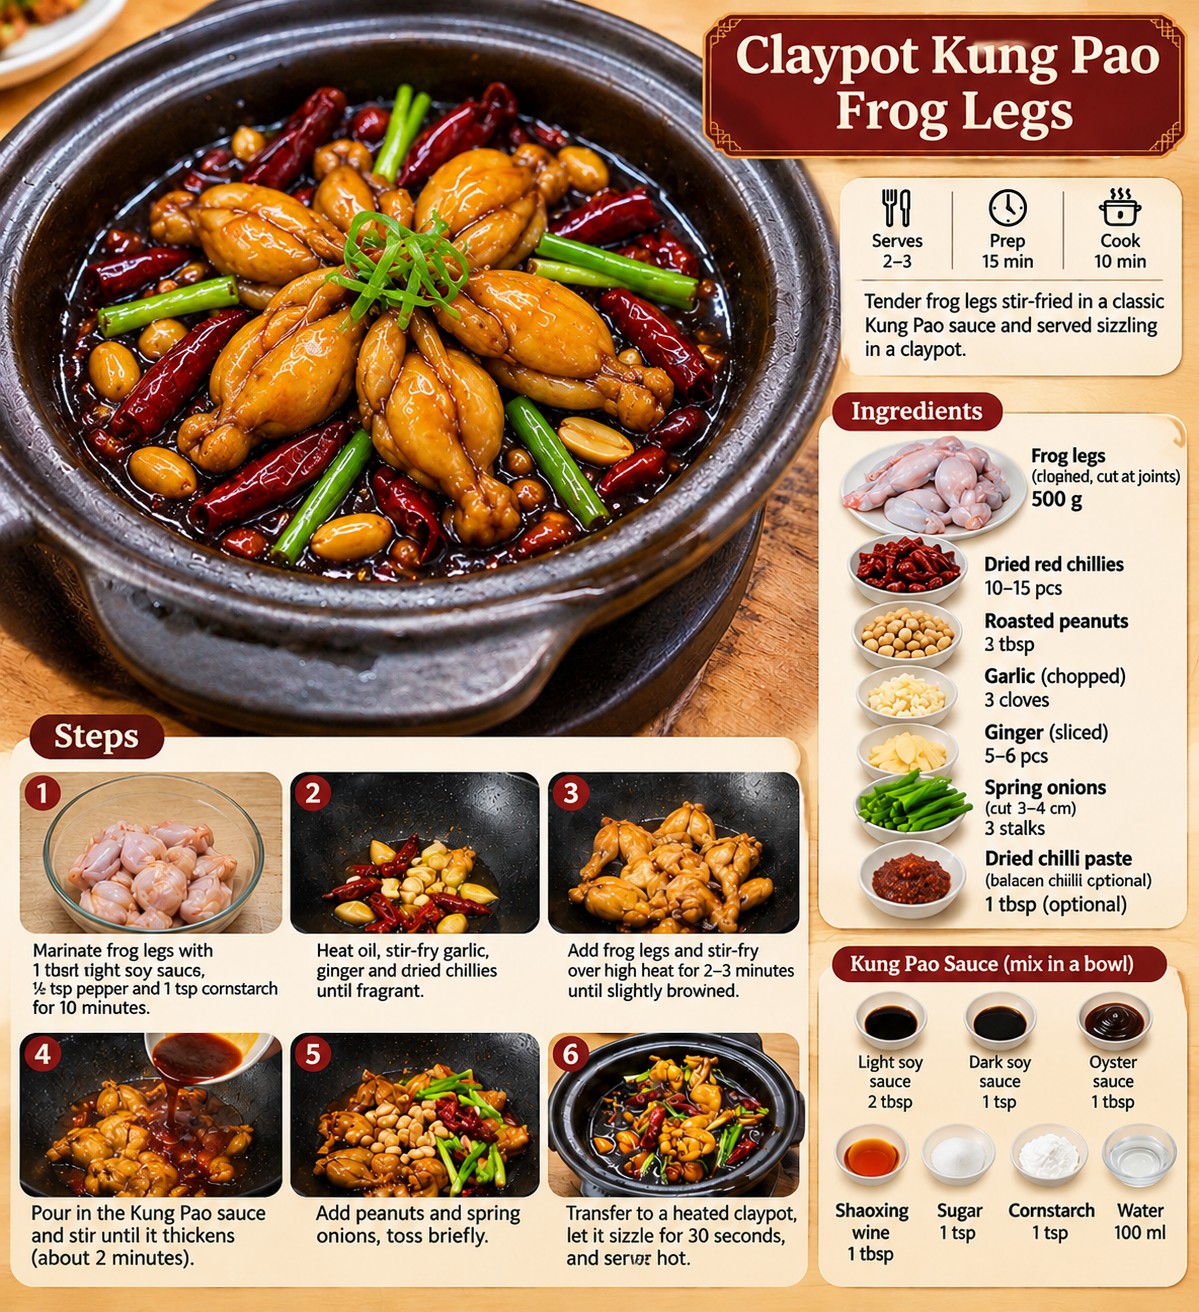 Claypot Kung Pao
Frog Legs
Serves
2–3
Prep
15 min
Cook
10 min
Tender frog legs stir-fried in a classic
Kung Pao sauce and served sizzling
in a claypot.
Ingredients
Frog legs
cut at joints)
500 g
Dried red chillies
10–15 pcs
Roasted peanuts
3 tbsp
Garlic (chopped)
3 cloves
Ginger (sliced)
5–6 pcs
Spring onions
(cut 3–4 cm)
3 stalks
Dried chilli paste
(balacen
1 tbsp (optional)
Steps
1
Marinate frog legs with
1 soy sauces,
½ tsp pepper and 1 tsp cornstarch
for 10 minutes.
2
Heat oil, stir-fry garlic,
ginger and dried chillies
until fragrant.
3
Add frog legs and stir-fry
over high heat for 2–3 minutes
until slightly browned.
4
Pour in the Kung Pao sauce
and stir until it thickens
(about 2 minutes).
5
Add peanuts and spring
onions, toss briefly.
6
Transfer to a heated claypot,
let it sizzle for 30 seconds,
and hot.
Kung Pao Sauce (mix in a bowl)
Light soy
sauce
2 tbsp
Dark soy
sauce
1 tsp
Oyster
sauce
1 tbsp
Shaoxing
wine
1 tbsp
Sugar
1 tsp
Cornstarch
1 tsp
Water
100 ml